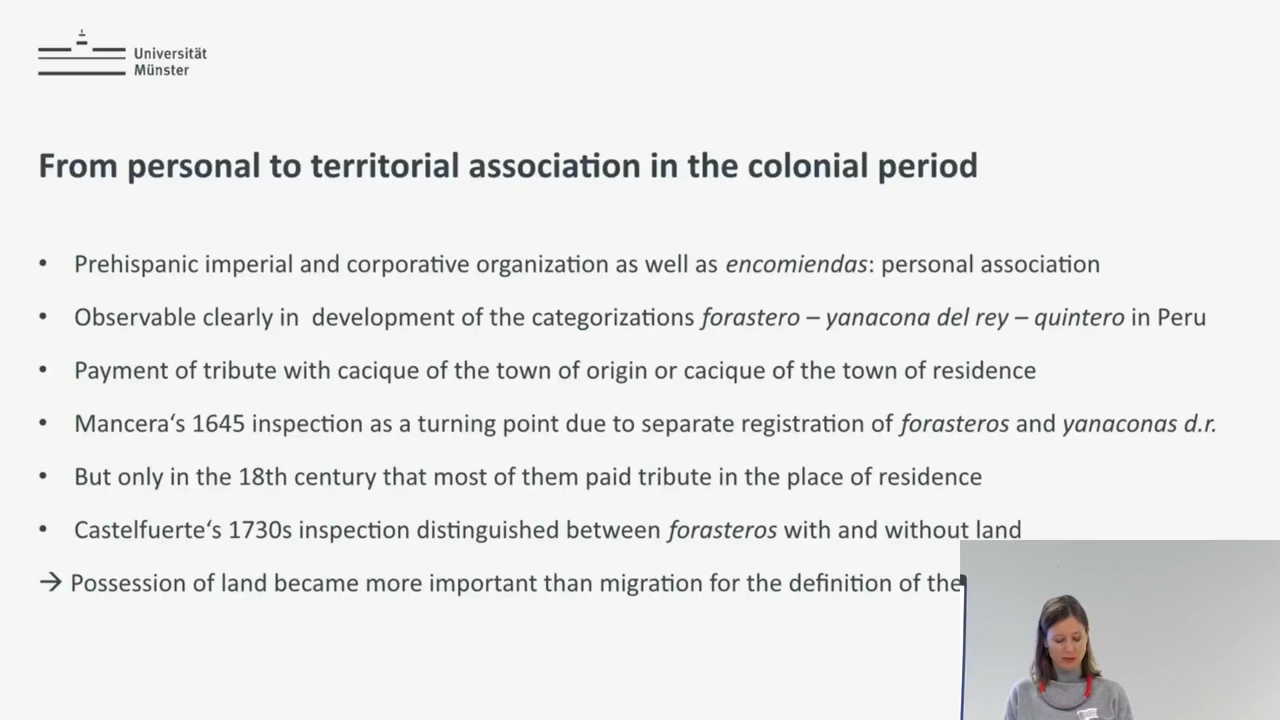 Universität
Münster
From personal to territorial association in the colonial period
• Prehispanic imperial and corporative organization as well as encomiendas: personal association
• Observable clearly in development of the categorizations forastero – yanacona del rey – quintero in Peru
• Payment of tribute with cacique of the town of origin or cacique of the town of residence
• Mancera‘s 1645 inspection as a turning point due to separate registration of forasteros and yanaconas d.r.
• But only in the 18th century that most of them paid tribute in the place of residence
• Castelfuerte‘s 1730s inspection distinguished between forasteros with and without land
→ Possession of land became more important than migration for the definition of the